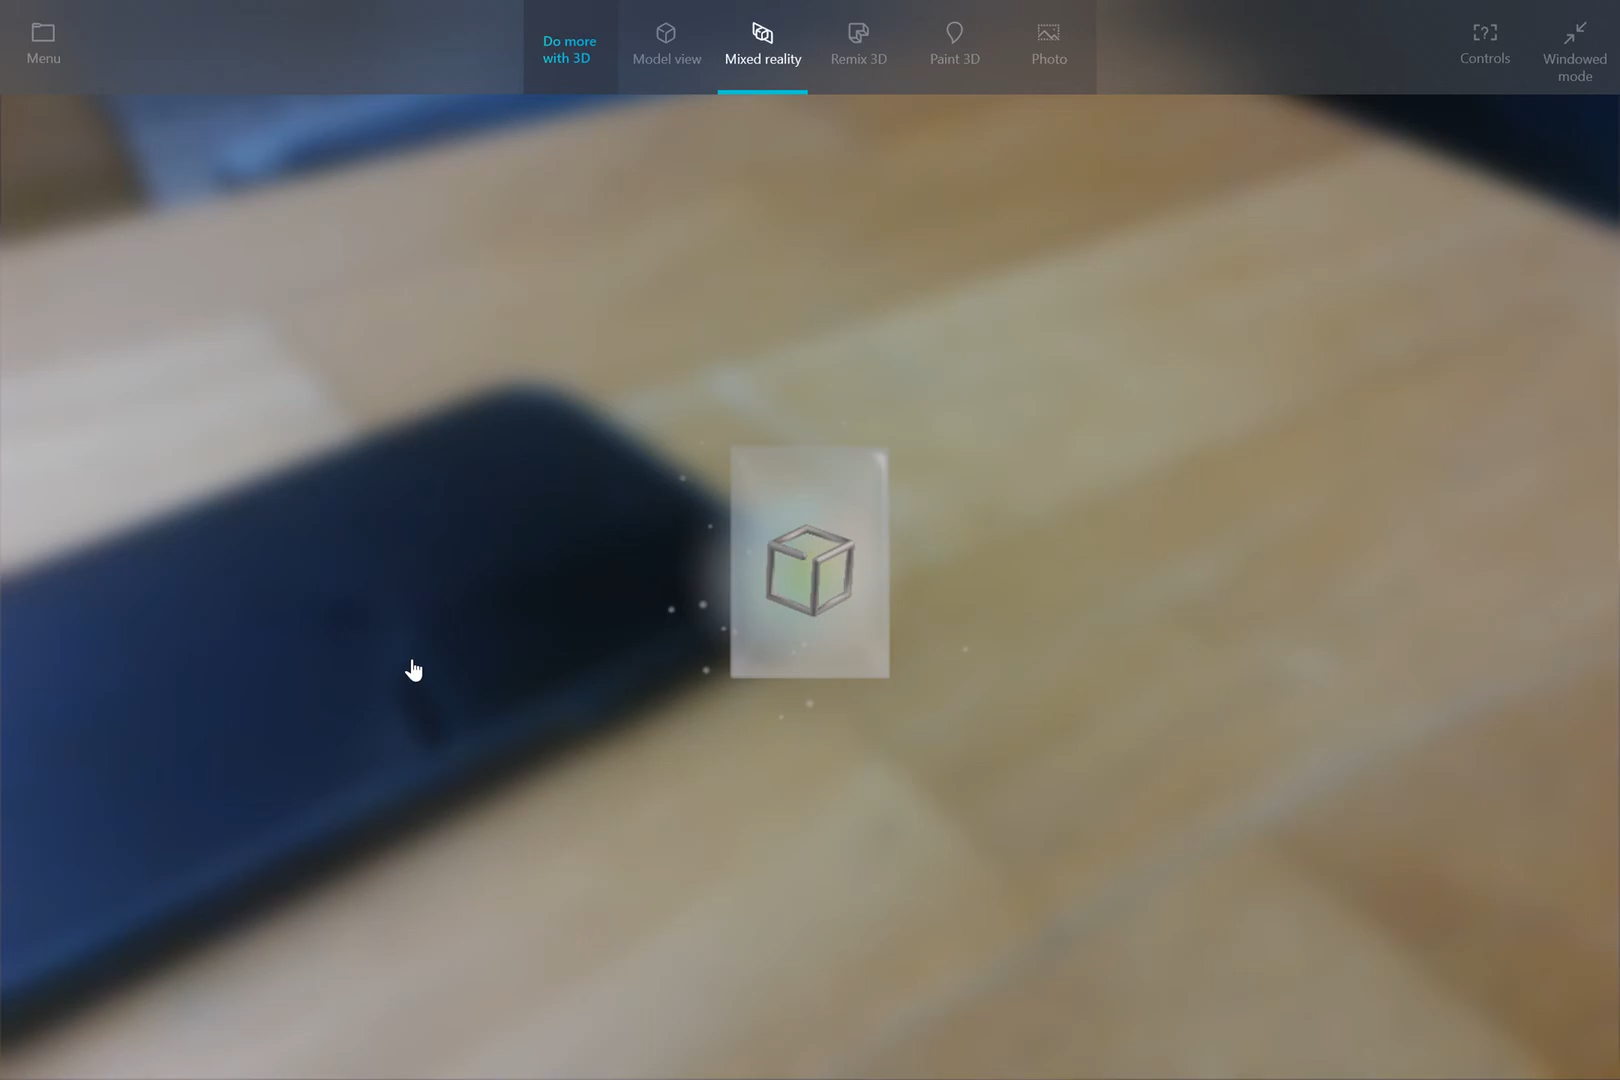 Menu
Do more
with 3D
Model view
Mixed reality
Remix 3D
Paint 3D
Photo
Controls
Windowed
mode